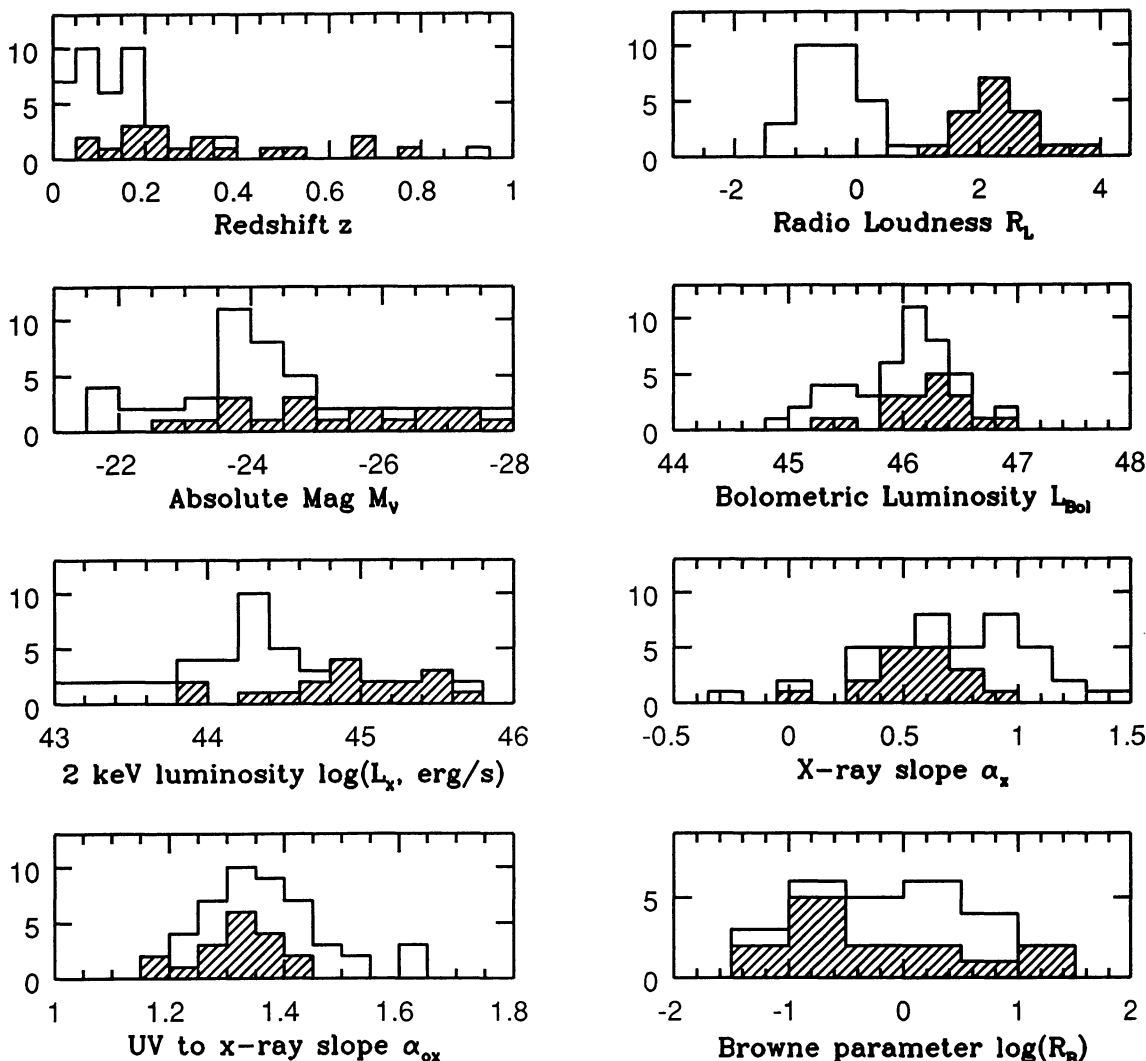 10
5
0
0 0.2 0.4 0.6 0.8 1
Redshift z
10
5
0
-2 0 2 4
Radio Loudness R_L
10
5
0
-22 -24 -26 -28
Absolute Mag M_V
10
5
0
44 45 46 47 48
Bolometric Luminosity L_Bol
10
5
0
43 44 45 46
2 keV luminosity log(L_x, erg/s)
10
5
0
-0.5 0 0.5 1 1.5
X-ray slope α_x
10
5
0
1 1.2 1.4 1.6 1.8
UV to x-ray slope α_ox
5
0
-2 -1 0 1 2
Browne parameter log(R_R)